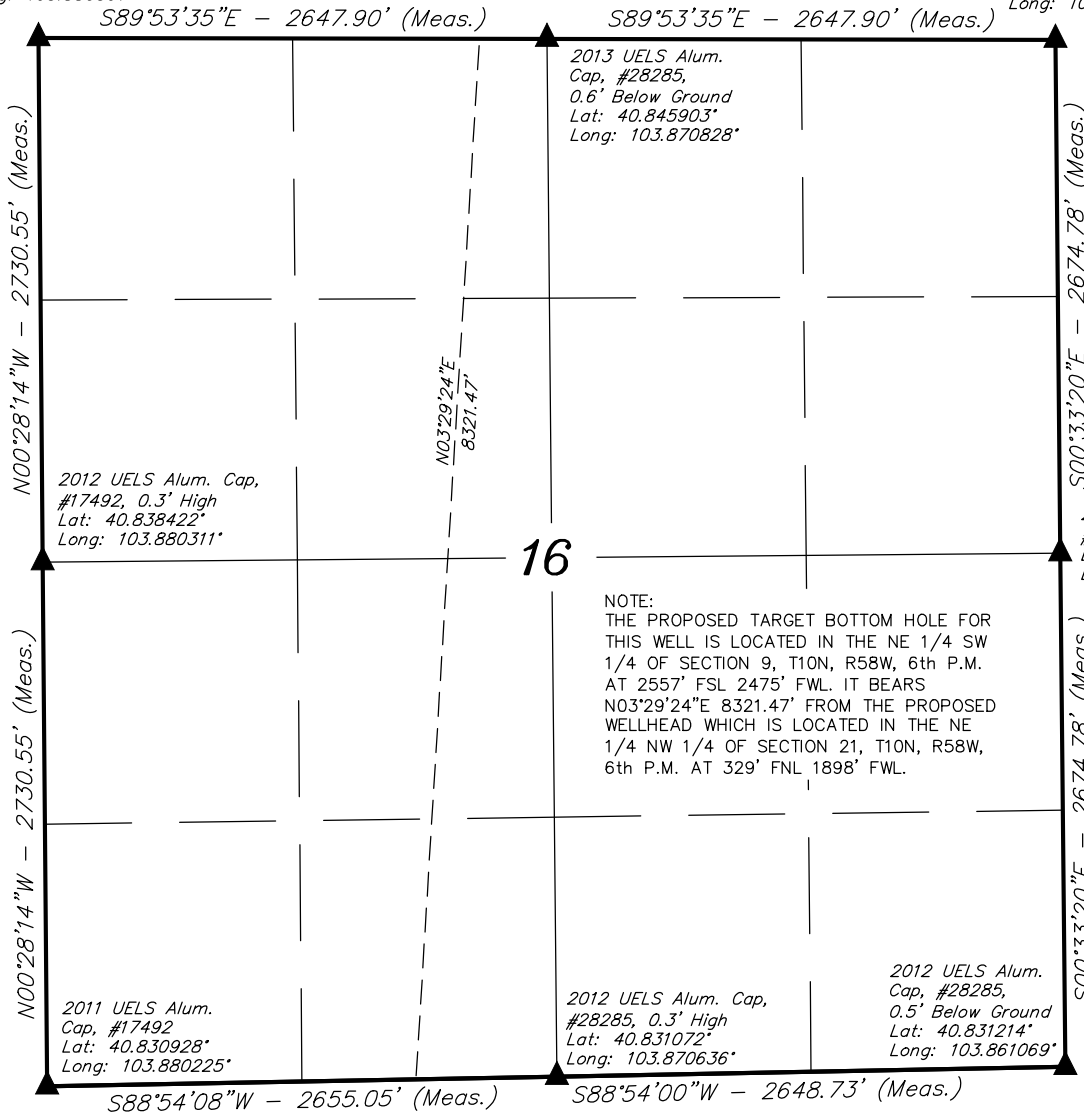 S89°53'35"E – 2647.90' (Meas.)
S89°53'35"E – 2647.90' (Meas.)
Long:
2013 UELS Alum.
Cap, #28285,
0.6' Below Ground
Lat: 40.845903°
Long: 103.870828°
N00°28'14"W – 2730.55' (Meas.)
S00°33'20"E – 2674.78' (Meas.)
N03°29'24"E
8321.47'
2012 UELS Alum. Cap,
#17492, 0.3' High
Lat: 40.838422°
Long: 103.880311°
16
NOTE:
THE PROPOSED TARGET BOTTOM HOLE FOR
THIS WELL IS LOCATED IN THE NE 1/4 SW
1/4 OF SECTION 9, T10N, R58W, 6th P.M.
AT 2557' FSL 2475' FWL. IT BEARS
N03°29'24"E 8321.47' FROM THE PROPOSED
WELLHEAD WHICH IS LOCATED IN THE NE
1/4 NW 1/4 OF SECTION 21, T10N, R58W,
6th P.M. AT 329' FNL 1898' FWL.
N00°28'14"W – 2730.55' (Meas.)
S00°33'20"E – 2674.78' (Meas.)
2011 UELS Alum.
Cap, #17492
Lat: 40.830928°
Long: 103.880225°
2012 UELS Alum. Cap,
#28285, 0.3' High
Lat: 40.831072°
Long: 103.870636°
2012 UELS Alum.
Cap, #28285,
0.5' Below Ground
Lat: 40.831214°
Long: 103.861069°
S88°54'08"W – 2655.05' (Meas.)
S88°54'00"W – 2648.73' (Meas.)